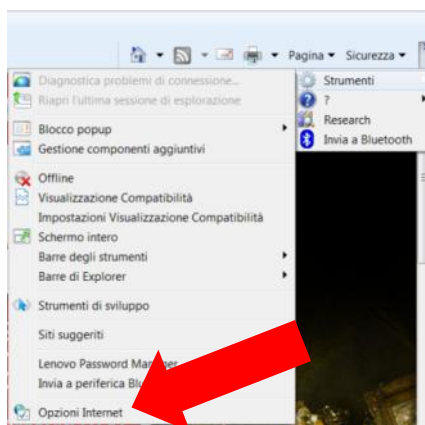 Pagina Sicurezza
Strumenti
?
Research
Invia a Bluetooth
Diagnostica problemi di connessione...
Riapri l'ultima sessione di esplorazione
Blocco popup
Gestione componenti aggiuntivi
Offline
Visualizzazione Compatibilità
Impostazioni Visualizzazione Compatibilità
Schermo intero
Barre degli strumenti
Barre di Explorer
Strumenti di sviluppo
Siti suggeriti
Lenovo Password
Invia a periferica
Opzioni Internet